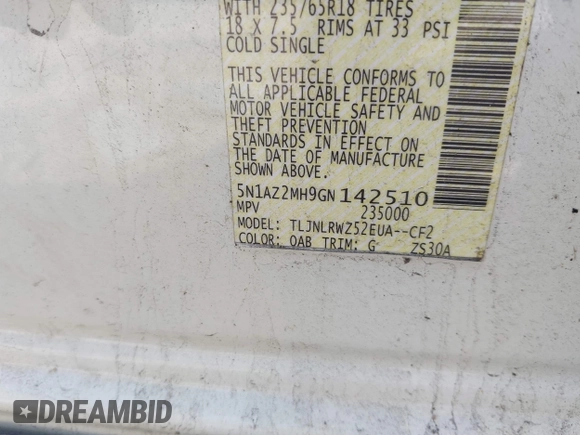 WITH 235/65R18 TIRES
18 X 7.5 RIMS AT 33 PSI
COLD SINGLE
THIS VEHICLE CONFORMS TO
ALL APPLICABLE FEDERAL
MOTOR VEHICLE SAFETY AND
THEFT PREVENTION
STANDARDS IN EFFECT ON
THE DATE OF MANUFACTURE
SHOWN ABOVE.
5N1AZ2MH9GN142510
MPV 235000
MODEL: TLJNLRWZ52EUA--CF2
COLOR: QAB TRIM: G ZS30A
DREAMBID